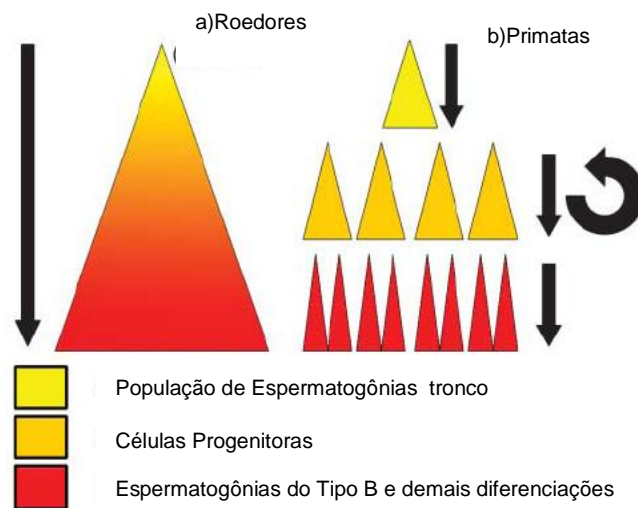 a)Roedores
b)Primatas
População de Espermatogônias tronco
Células Progenitoras
Espermatogônias do Tipo B e demais diferenciações